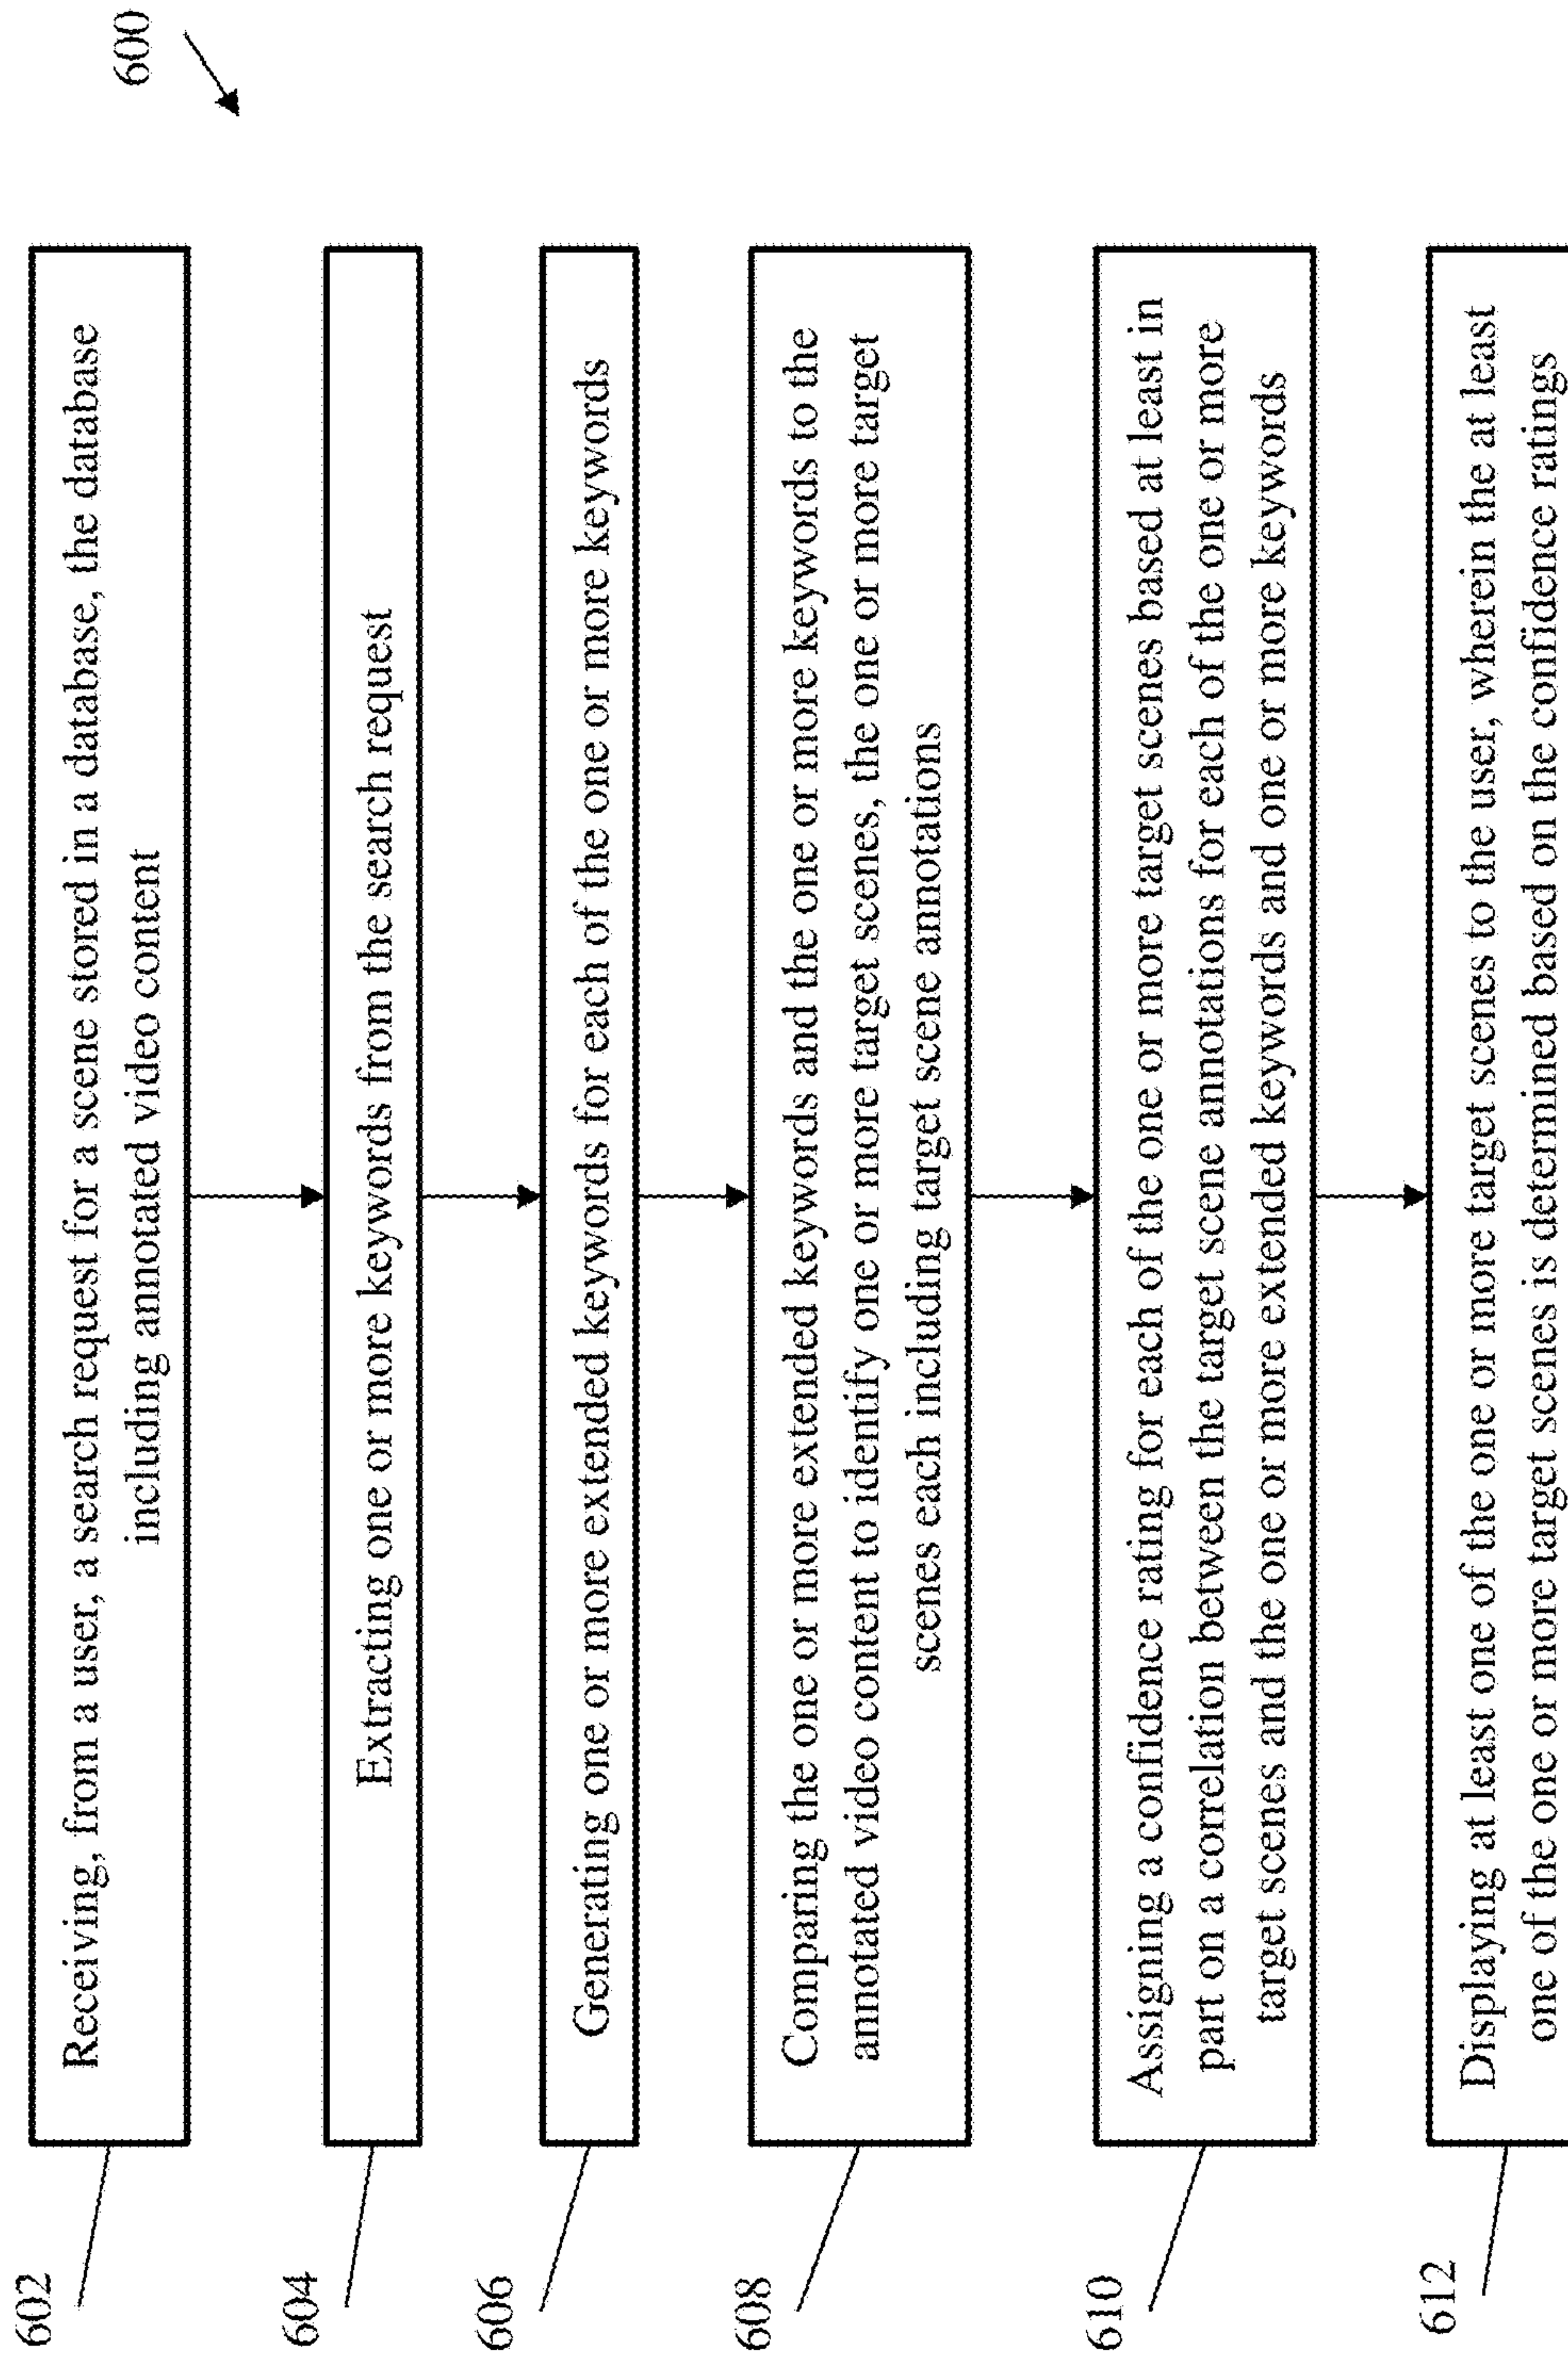 600
602
Receiving, from a user, a search request for a scene stored in a database, the database
including annotated video content
604
Extracting one or more keywords from the search request
606
Generating one or more extended keywords for each of the one or more keywords
608
Comparing the one or more extended keywords and the one or more keywords to the
annotated video content to identify one or more target scenes, the one or more target
scenes each including target scene annotations
610
Assigning a confidence rating for each of the one or more target scenes based at least in
part on a correlation between the target scene annotations for each of the one or more
target scenes and the one or more extended keywords and one or more keywords
612
Displaying at least one of the one or more target scenes to the user, wherein the at least
one of the one or more target scenes is determined based on the confidence ratings